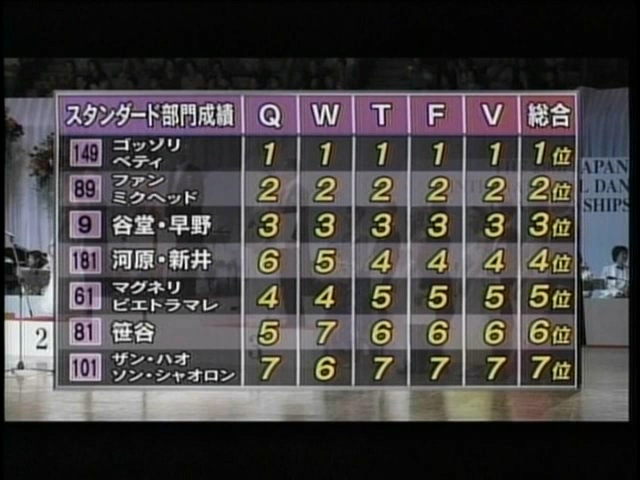 スタンダード部門成績 Q W T F V 総合
149 ゴッソリ ベティ 1 1 1 1 1 1位
89 ファン ミクヘッド 2 2 2 2 2 2位
9 谷堂・早野 3 3 3 3 3 3位
181 河原・新井 6 5 4 4 4 4位
61 マグネリ ピエトラマレ 4 4 5 5 5 5位
81 笹谷 5 7 6 6 6 6位
101 ザン・ハオ ソン・シャオロン 7 6 7 7 7 7位
JAPAN
DAN
SHIPS
2